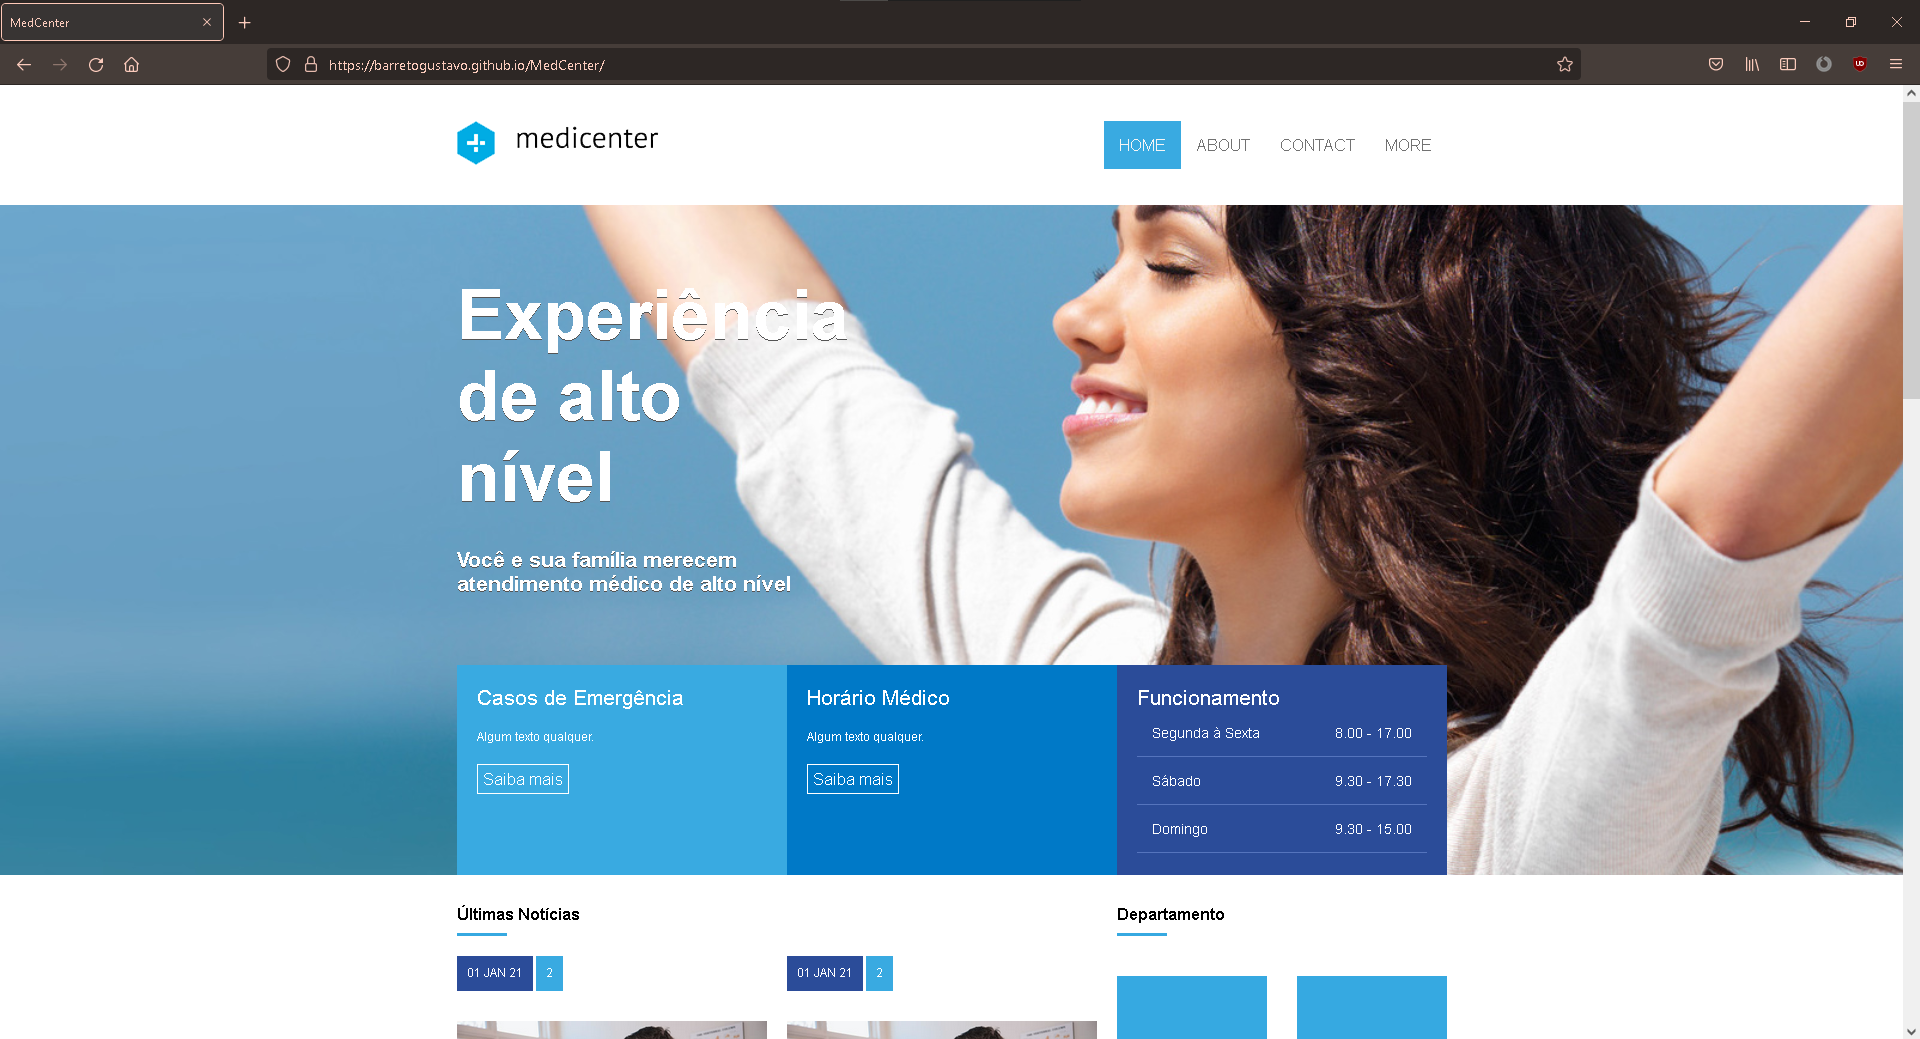 MedCenter
https://barretogustavo.github.io/MedCenter/
medicenter
HOME ABOUT CONTACT MORE
Experiência
de alto
nível
Você e sua família merecem
atendimento médico de alto nível
Casos de Emergência
Algum texto qualquer.
Saiba mais
Horário Médico
Algum texto qualquer.
Saiba mais
Funcionamento
Segunda à Sexta 8.00 - 17.00
Sábado 9.30 - 17.30
Domingo 9.30 - 15.00
Últimas Notícias
01 JAN 21 2
01 JAN 21 2
Departamento